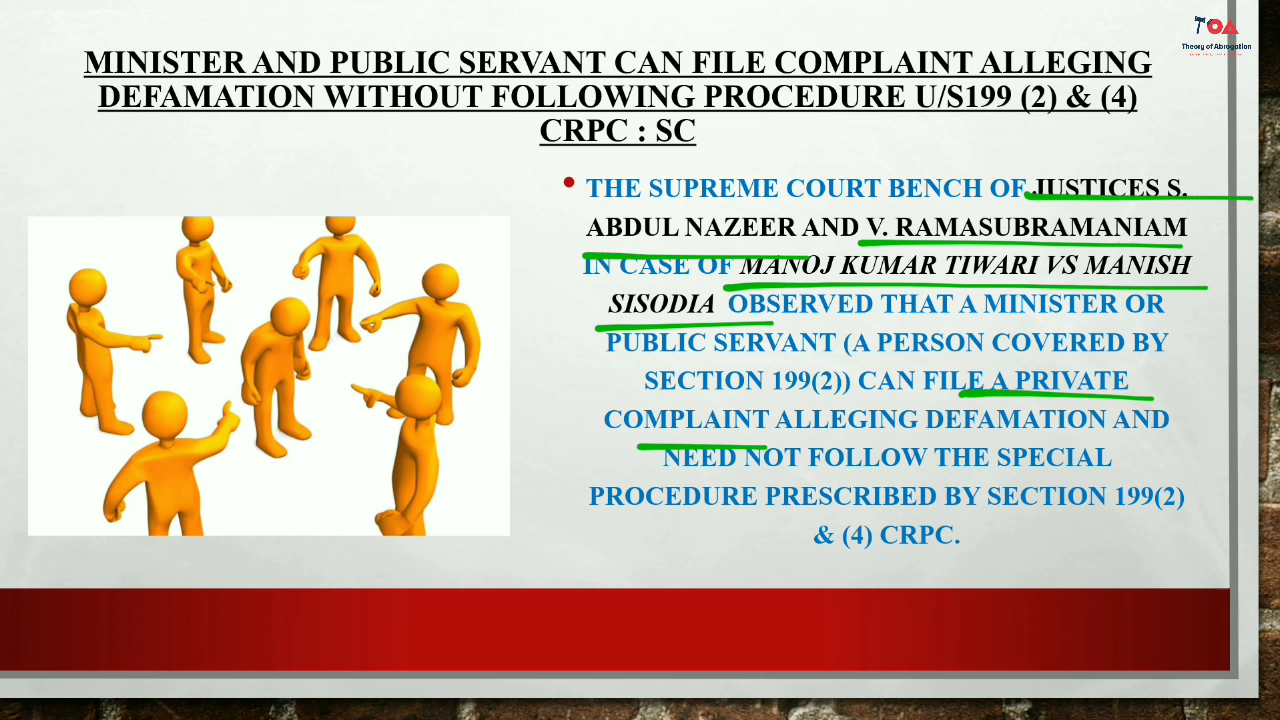 TOA
Theory of Abrogation
MINISTER AND PUBLIC SERVANT CAN FILE COMPLAINT ALLEGING
DEFAMATION WITHOUT FOLLOWING PROCEDURE U/S199 (2) & (4)
CRPC : SC
• THE SUPREME COURT BENCH OF JUSTICES S.
ABDUL NAZEER AND V. RAMASUBRAMANIAM
IN CASE OF MANOJ KUMAR TIWARI VS MANISH
SISODIA OBSERVED THAT A MINISTER OR
PUBLIC SERVANT (A PERSON COVERED BY
SECTION 199(2)) CAN FILE A PRIVATE
COMPLAINT ALLEGING DEFAMATION AND
NEED NOT FOLLOW THE SPECIAL
PROCEDURE PRESCRIBED BY SECTION 199(2)
& (4) CRPC.